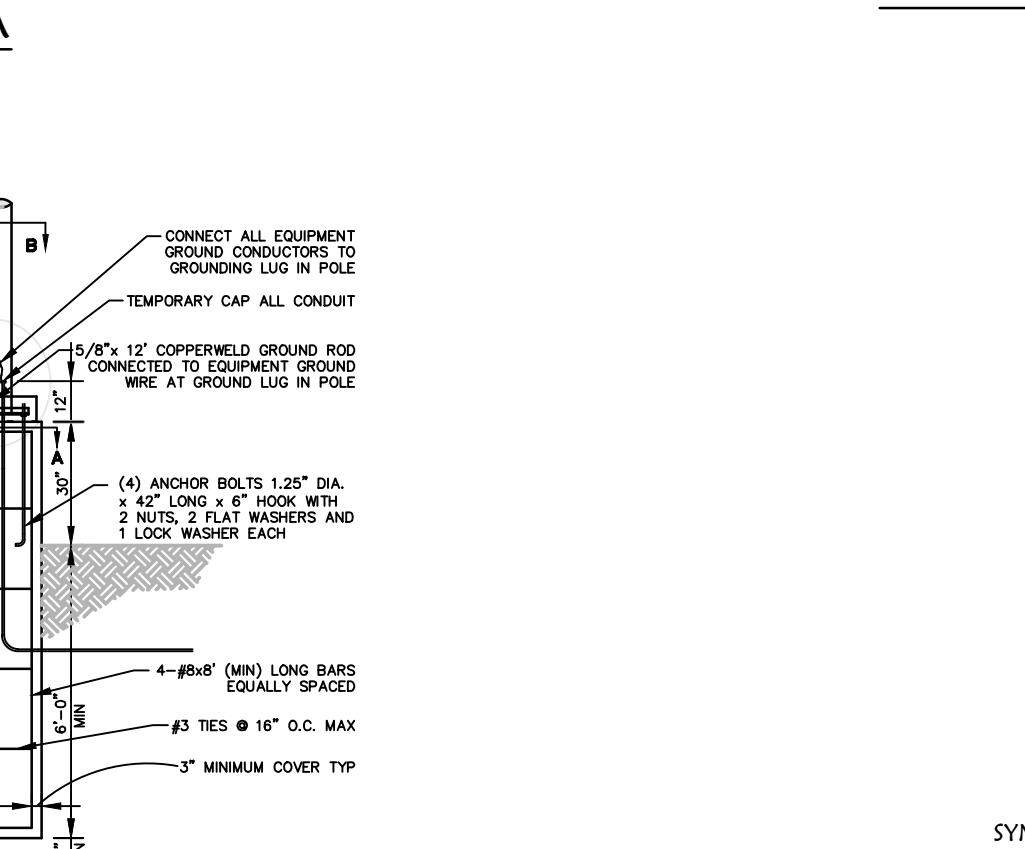 A
B
CONNECT ALL EQUIPMENT
GROUND CONDUCTORS TO
GROUNDING LUG IN POLE
TEMPORARY CAP ALL CONDUIT
5/8"x 12' COPPERWELD GROUND ROD
CONNECTED TO EQUIPMENT GROUND
WIRE AT GROUND LUG IN POLE
12"
A
30"
(4) ANCHOR BOLTS 1.25" DIA.
x 42" LONG x 6" HOOK WITH
2 NUTS, 2 FLAT WASHERS AND
1 LOCK WASHER EACH
4-#8x8' (MIN) LONG BARS
EQUALLY SPACED
6'-0"
MIN
#3 TIES @ 16" O.C. MAX
3" MINIMUM COVER TYP